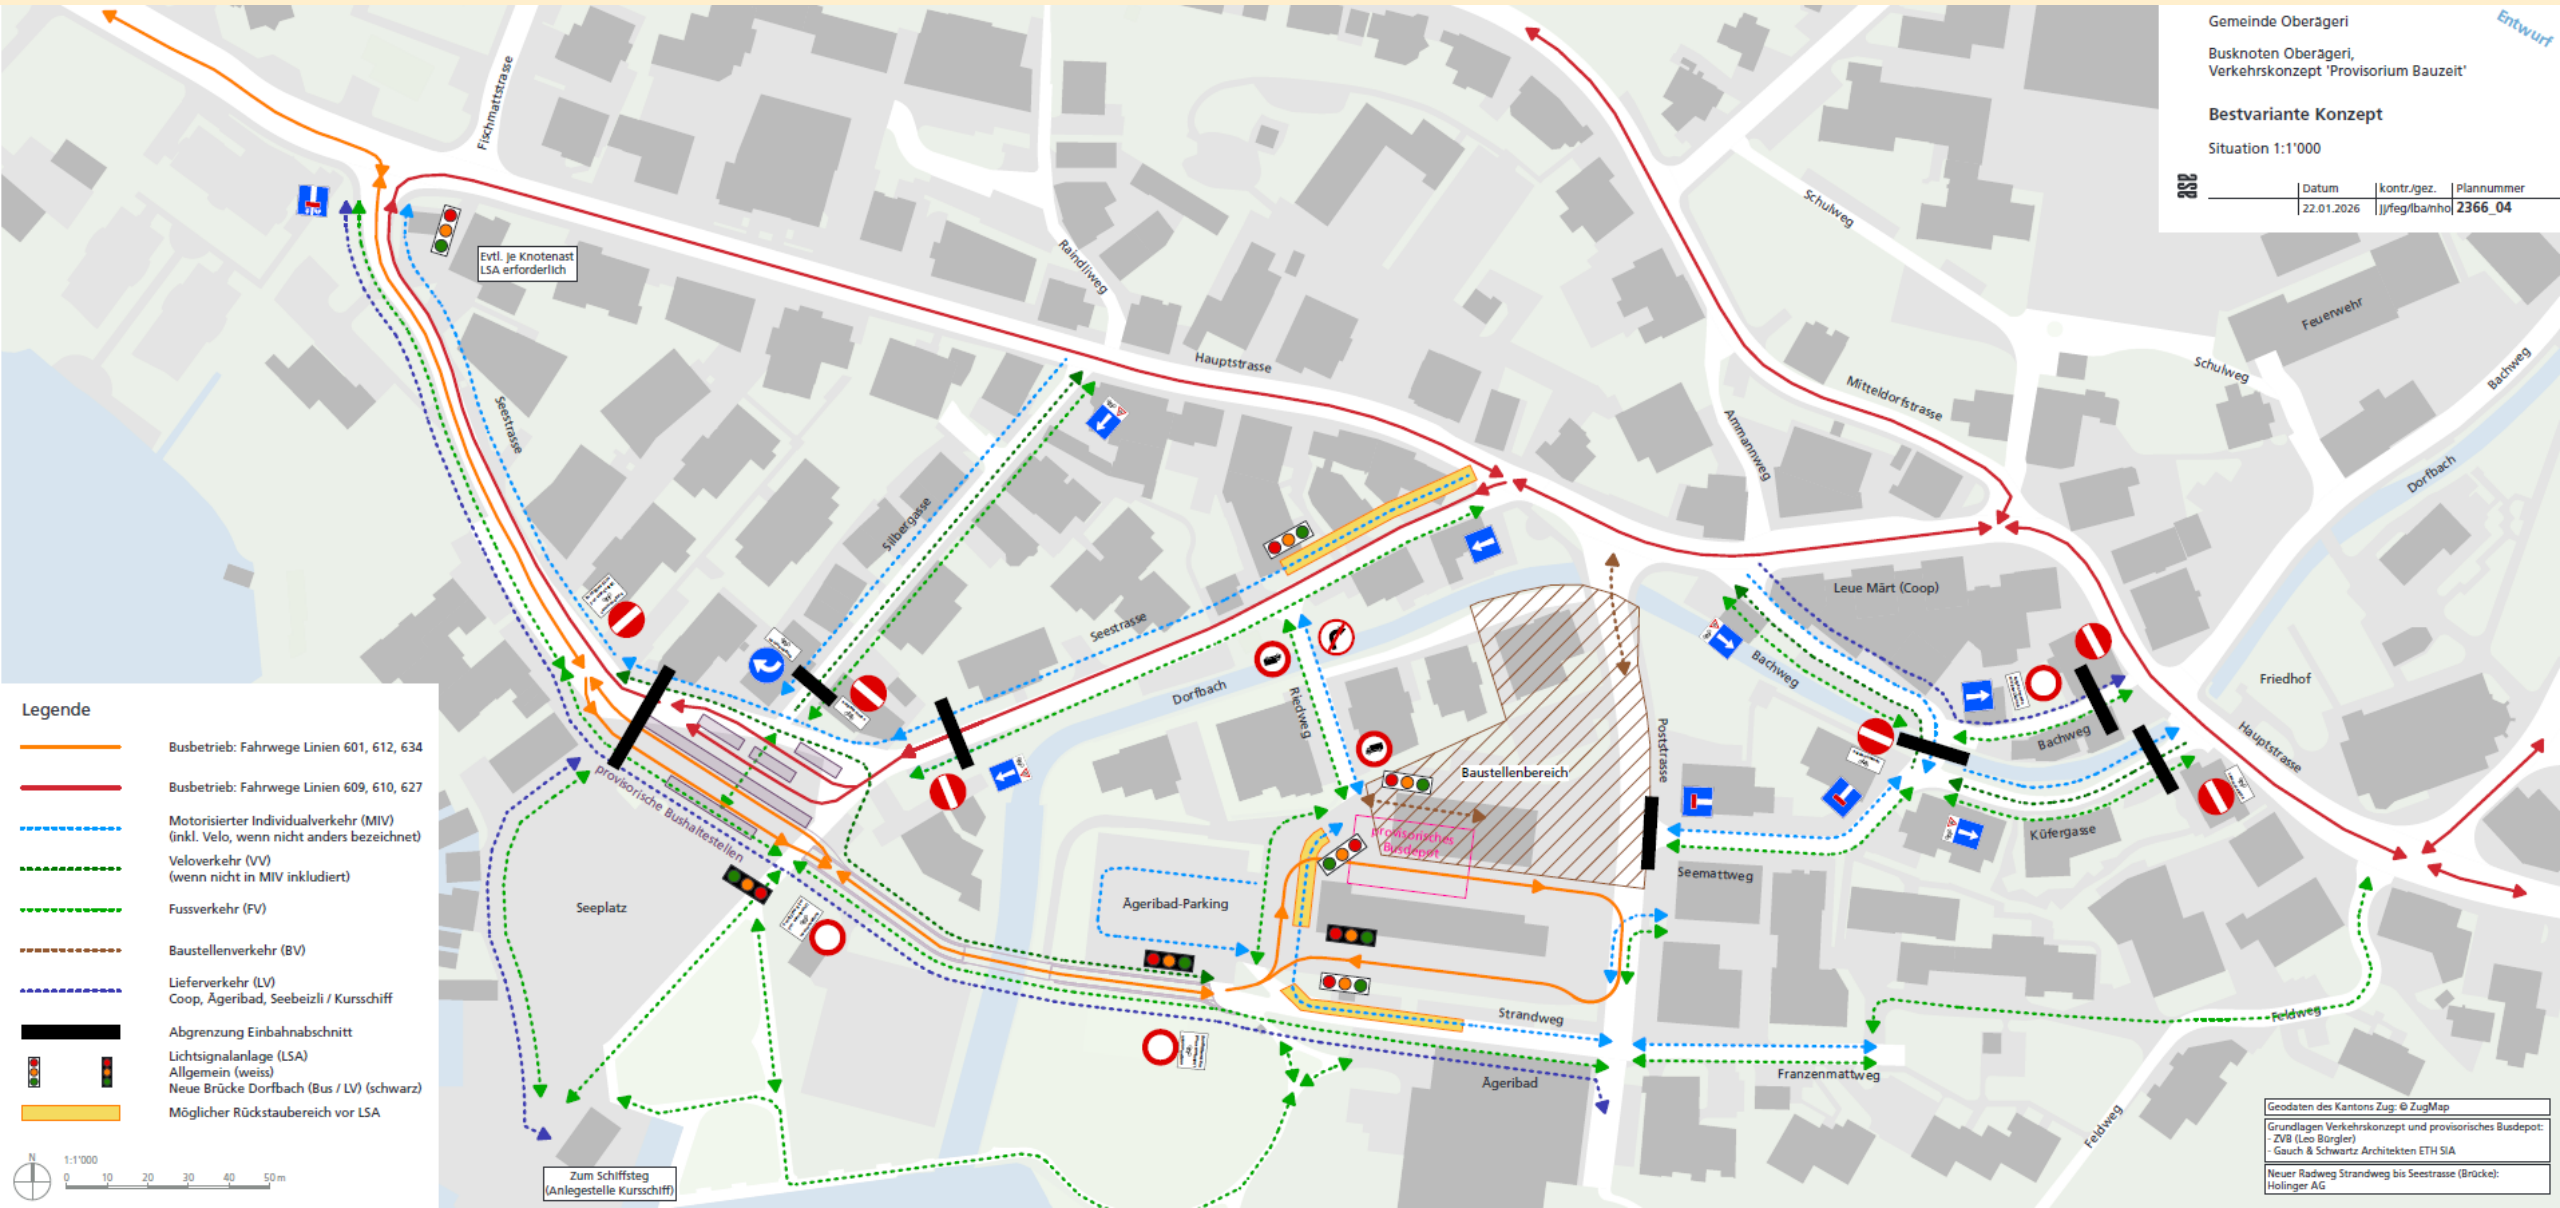 Gemeinde Oberägeri
Entwurf
Busknoten Oberägeri,
Verkehrskonzept 'Provisorium Bauzeit'
Bestvariante Konzept
Situation 1:1'000
Datum
kontr./gez.
Plannummer
22.01.2026
JJ/feg/lba/nho
2366_04
Fischmattstrasse
Evtl. je Knotenast
LSA erforderlich
Raindliweg
Schulweg
Feuerwehr
Schulweg
Bachweg
Hauptstrasse
Mitteldorfstrasse
Ammannweg
Seestrasse
Silbergasse
Dorfbach
Seestrasse
Leue Märt (Coop)
Dorfbach
Riedweg
Bachweg
Friedhof
Bachweg
Hauptstrasse
Poststrasse
Baustellenbereich
provisorische Bushaltestellen
provisorisches
Busdepot
Küfergasse
Seemattweg
Seeplatz
Ägeribad-Parking
Strandweg
Feldweg
Franzenmattweg
Ägeribad
Feldweg
Zum Schiffsteg
(Anlegestelle Kursschiff)
Legende
Busbetrieb: Fahrwege Linien 601, 612, 634
Busbetrieb: Fahrwege Linien 609, 610, 627
Motorisierter Individualverkehr (MIV)
(inkl. Velo, wenn nicht anders bezeichnet)
Veloverkehr (VV)
(wenn nicht in MIV inkludiert)
Fussverkehr (FV)
Baustellenverkehr (BV)
Lieferverkehr (LV)
Coop, Ägeribad, Seebeizli / Kursschiff
Abgrenzung Einbahnabschnitt
Lichtsignalanlage (LSA)
Allgemein (weiss)
Neue Brücke Dorfbach (Bus / LV) (schwarz)
Möglicher Rückstaubereich vor LSA
N
1:1'000
0 10 20 30 40 50 m
Geodaten des Kantons Zug: © ZugMap
Grundlagen Verkehrskonzept und provisorisches Busdepot:
- ZVB (Leo Bürgler)
- Gauch & Schwartz Architekten ETH SIA
Neuer Radweg Strandweg bis Seestrasse (Brücke):
Holinger AG